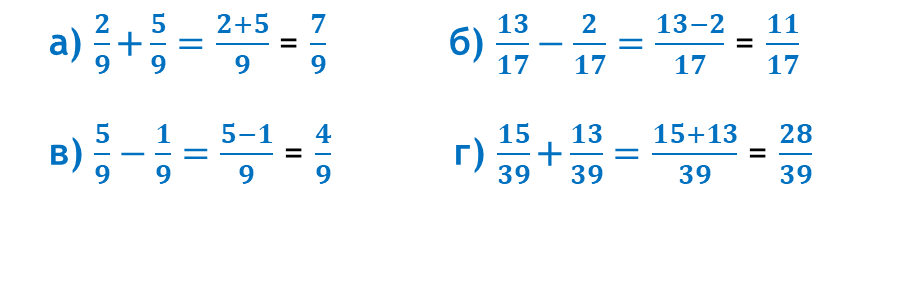 а) 2/9 + 5/9 = 2+5/9 = 7/9 б) 13/17 − 2/17 = 13−2/17 = 11/17
в) 5/9 − 1/9 = 5−1/9 = 4/9 г) 15/39 + 13/39 = 15+13/39 = 28/39